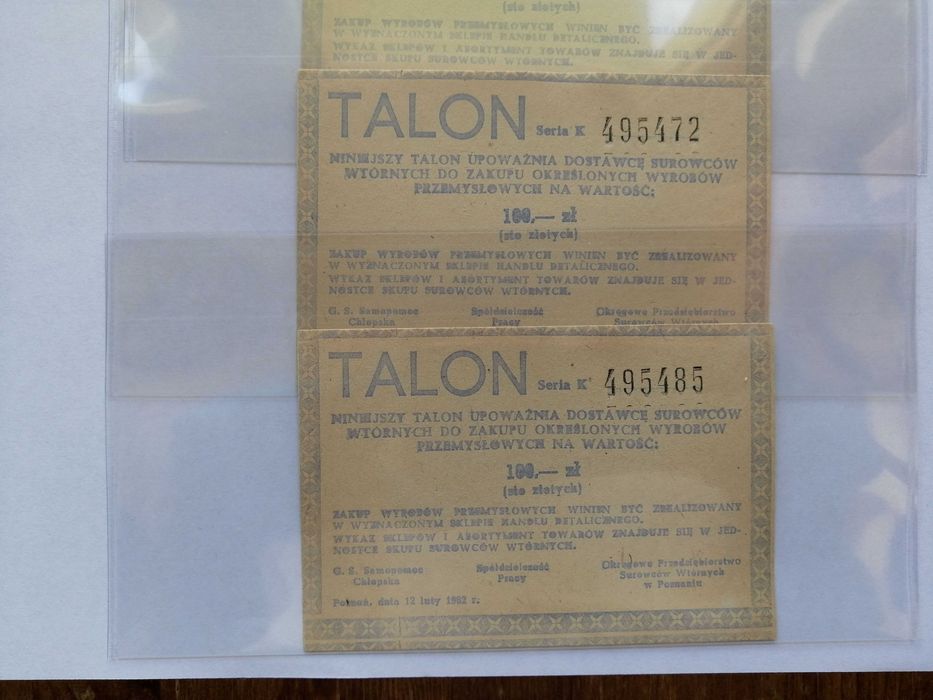 (sto złotych)
ZAKUP WYROBÓW PRZEMYSŁOWYCH WINIEN BYĆ ZREALIZOWANY
W WYZNACZONYM SKLEPIE HANDLU DETALICZNEGO.
WYKAZ SKLEPÓW I ASORTYMENT TOWARÓW ZNAJDUJE SIĘ W JED-
NOSTCE SKUPU SUROWCÓW WTÓRNYCH.
TALON Seria K 495472
NINIEJSZY TALON UPOWAŻNIA DOSTAWCĘ SUROWCÓW
WTÓRNYCH DO ZAKUPU OKREŚLONYCH WYROBÓW
PRZEMYSŁOWYCH NA WARTOŚĆ:
100,— zł
(sto złotych)
ZAKUP WYROBÓW PRZEMYSŁOWYCH WINIEN BYĆ ZREALIZOWANY
W WYZNACZONYM SKLEPIE HANDLU DETALICZNEGO.
WYKAZ SKLEPÓW I ASORTYMENT TOWARÓW ZNAJDUJE SIĘ W JED-
NOSTCE SKUPU SUROWCÓW WTÓRNYCH.
G. S. Samopomoc Spółdzielczość Okręgowe Przedsiębiorstwo
Chłopska Pracy Surowców Wtórnych
TALON Seria K 495485
NINIEJSZY TALON UPOWAŻNIA DOSTAWCĘ SUROWCÓW
WTÓRNYCH DO ZAKUPU OKREŚLONYCH WYROBÓW
PRZEMYSŁOWYCH NA WARTOŚĆ:
100,— zł
(sto złotych)
ZAKUP WYROBÓW PRZEMYSŁOWYCH WINIEN BYĆ ZREALIZOWANY
W WYZNACZONYM SKLEPIE HANDLU DETALICZNEGO.
WYKAZ SKLEPÓW I ASORTYMENT TOWARÓW ZNAJDUJE SIĘ W JED-
NOSTCE SKUPU SUROWCÓW WTÓRNYCH.
G. S. Samopomoc Spółdzielczość Okręgowe Przedsiębiorstwo
Chłopska Pracy Surowców Wtórnych
w Poznaniu
Poznań, dnia 12 luty 1982 r.